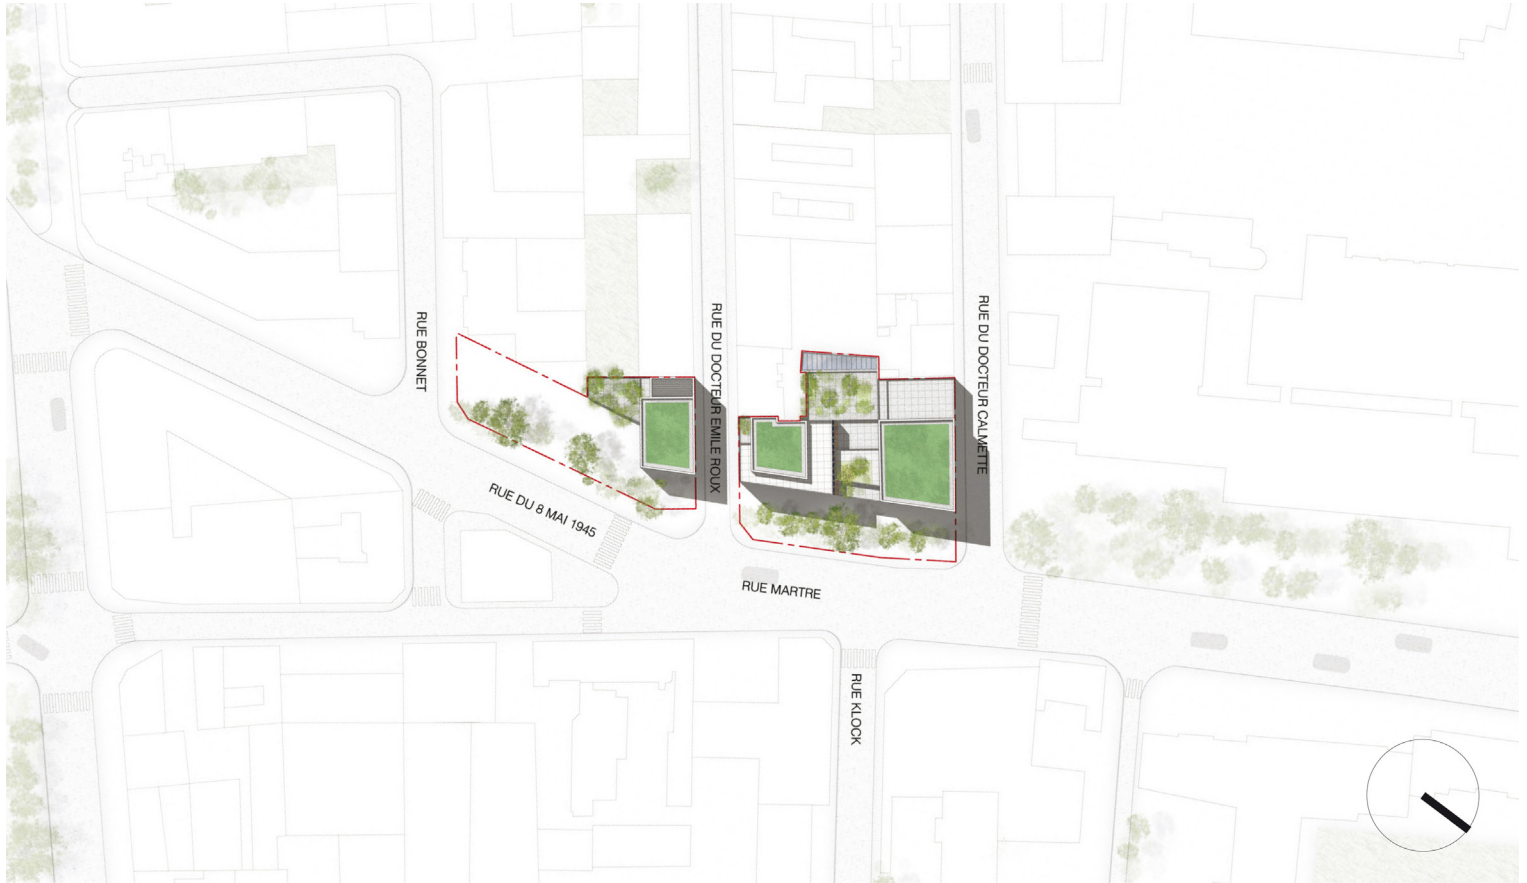 RUE BONNET
RUE DU DOCTEUR EMILE ROUX
RUE DU DOCTEUR CALMETTE
RUE DU 8 MAI 1945
RUE MARTRE
RUE KLOCK